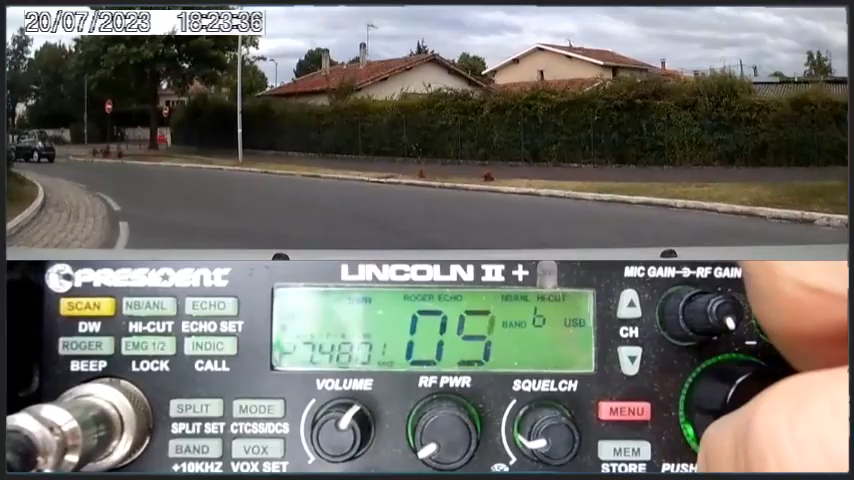 20/07/2023 18:23:36
PRESIDENT
LINCOLN II +
MIC GAIN RF GAIN
SCAN NB/ANL ECHO
DW HI-CUT ECHO SET
ROGER EMG 1/2 INDIC
BEEP LOCK CALL
ROGER ECHO NB/ANL HI-CUT
09 BAND b USB
27.4801
CH
VOLUME RF PWR SQUELCH
SPLIT MODE
SPLIT SET CTCSS/DCS
BAND VOX
+10KHZ VOX SET
MENU
MEM
STORE
PUSH